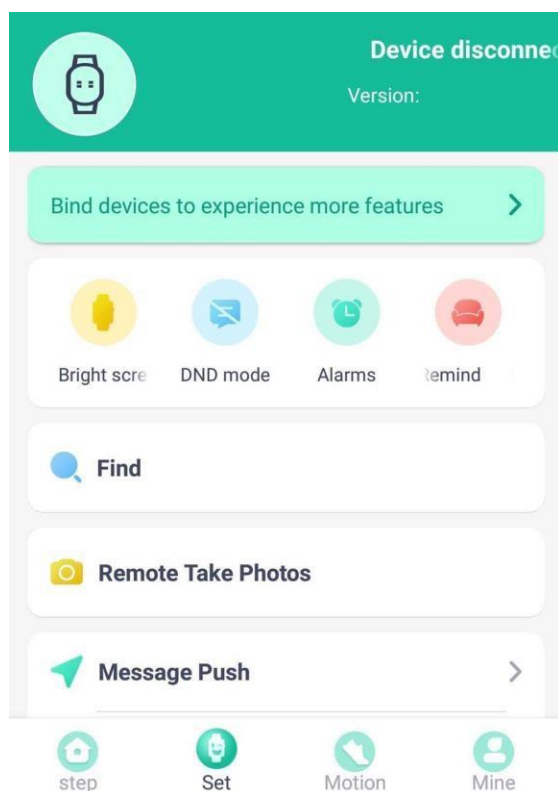 Device disconne
Version:
Bind devices to experience more features
Bright scre
DND mode
Alarms
Remind
Find
Remote Take Photos
Message Push
step
Set
Motion
Mine